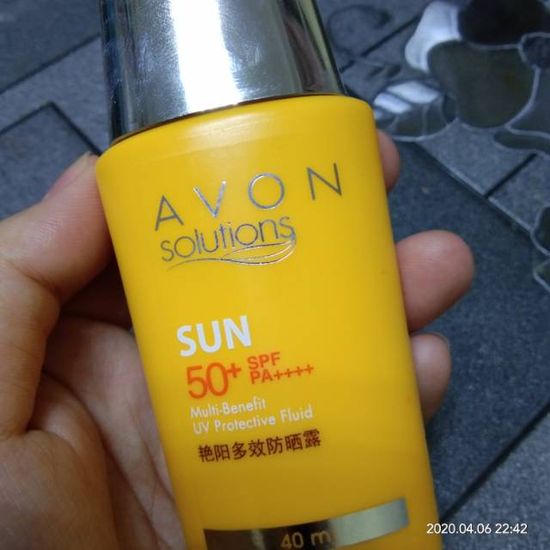 AVON
solutions
SUN
50+ SPF
PA++++
Multi-Benefit
UV Protective Fluid
艳阳多效防晒露
40 m
2020.04.06 22:42